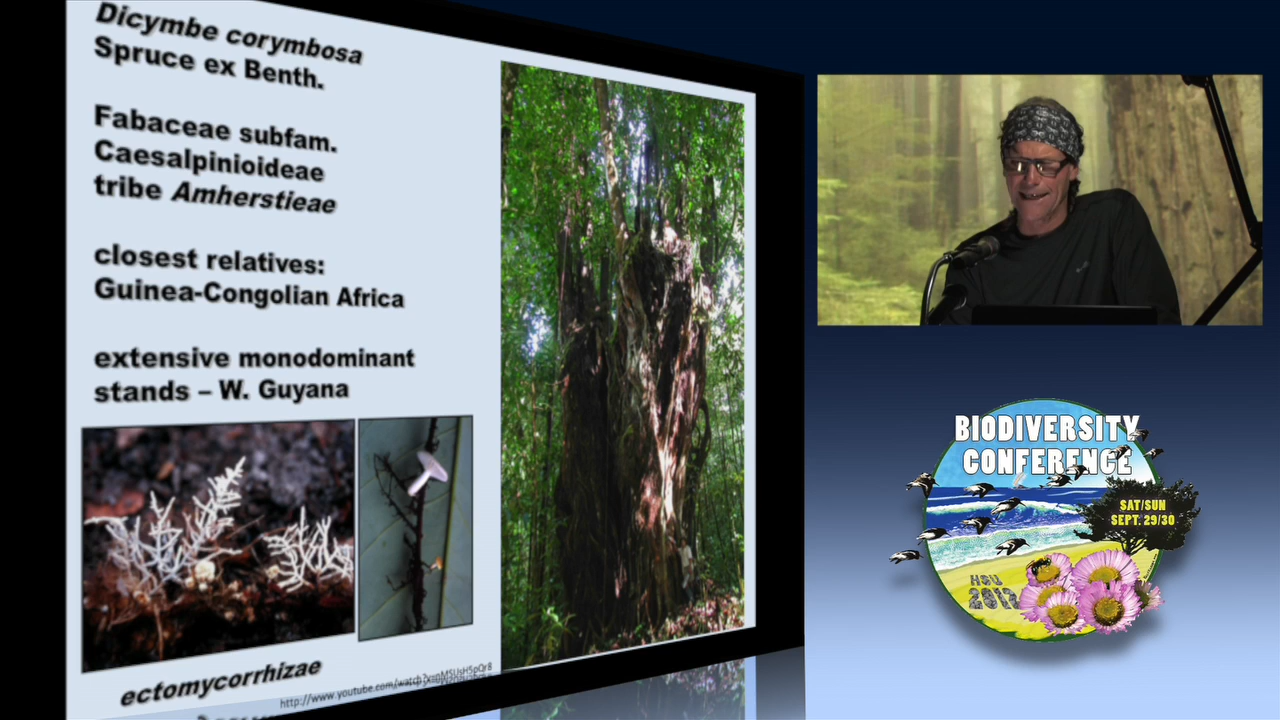 Dicymbe corymbosa
Spruce ex Benth.
Fabaceae subfam.
Caesalpinioideae
tribe Amherstieae
closest relatives:
Guinea-Congolian Africa
extensive monodominant
stands – W. Guyana
ectomycorrhizae
BIODIVERSITY
CONFERENCE
SAT/SUN
SEPT. 29/30
HSU
2012